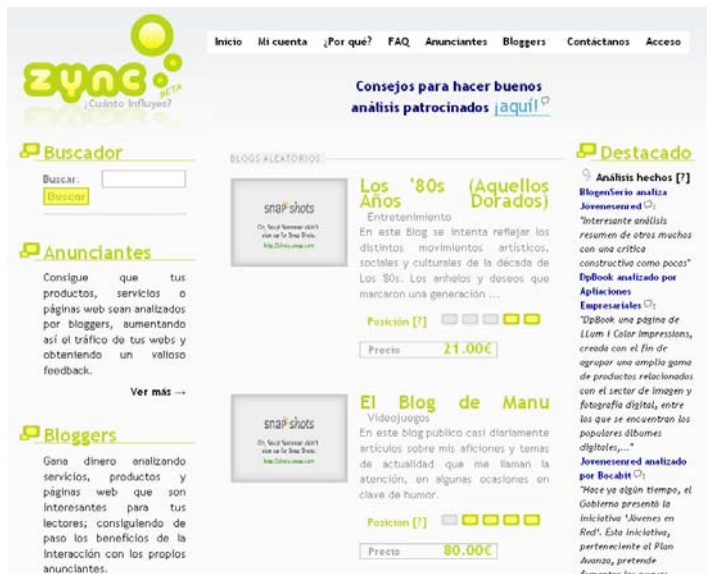 Inicio Mi cuenta ¿Por qué? FAQ Anunciantes Bloggers Contáctanos Acceso
zync
BETA
¿Cuánto Influyes?
Consejos para hacer buenos
análisis patrocinados ¡aquí!
Buscador
Buscar:
Buscar
Anunciantes
Consigue que tus
productos, servicios o
páginas web sean analizados
por bloggers, aumentando
así el tráfico de tus webs y
obteniendo un valioso
feedback.
Ver más →
Bloggers
Gana dinero analizando
servicios, productos y
páginas web que son
interesantes para tus
lectores; consiguiendo de
paso los beneficios de la
interacción con los propios
anunciantes.
BLOGS ALEATORIOS
snap shots
Los '80s (Aquellos
Años Dorados)
Entretenimiento
En este Blog se intenta reflejar los
distintos movimientos artísticos,
sociales y culturales de la década de
Los '80s. Los anhelos y deseos que
marcaron una generación ...
Posición [?]
Precio 21.00€
snap shots
El Blog de Manu
Videojuegos
En este blog publico casi diariamente
artículos sobre mis aficiones y temas
de actualidad que me llaman la
atención, en algunas ocasiones en
clave de humor.
Posición [?]
Precio 80.00€
Destacado
Análisis hechos [?]
BlogenSerio analiza
Jóvenesenred
"Interesante análisis
resumen de otros muchos
con una crítica
constructiva como pocas"
DpBook analizado por
Apliaciones
Empresariales
"DpBook una página de
LLum i Color Impressions,
creada con el fin de
agrupar una amplia gama
de productos relacionados
con el sector de imagen y
fotografía digital, entre
los que se encuentran los
populares álbumes
digitales,..."
Jovenesenred analizado
por Bocabit
"Hace ya algún tiempo, el
Gobierno presentó la
iniciativa 'Jóvenes en
Red'. Esta iniciativa,
perteneciente al Plan
Avanza, pretende